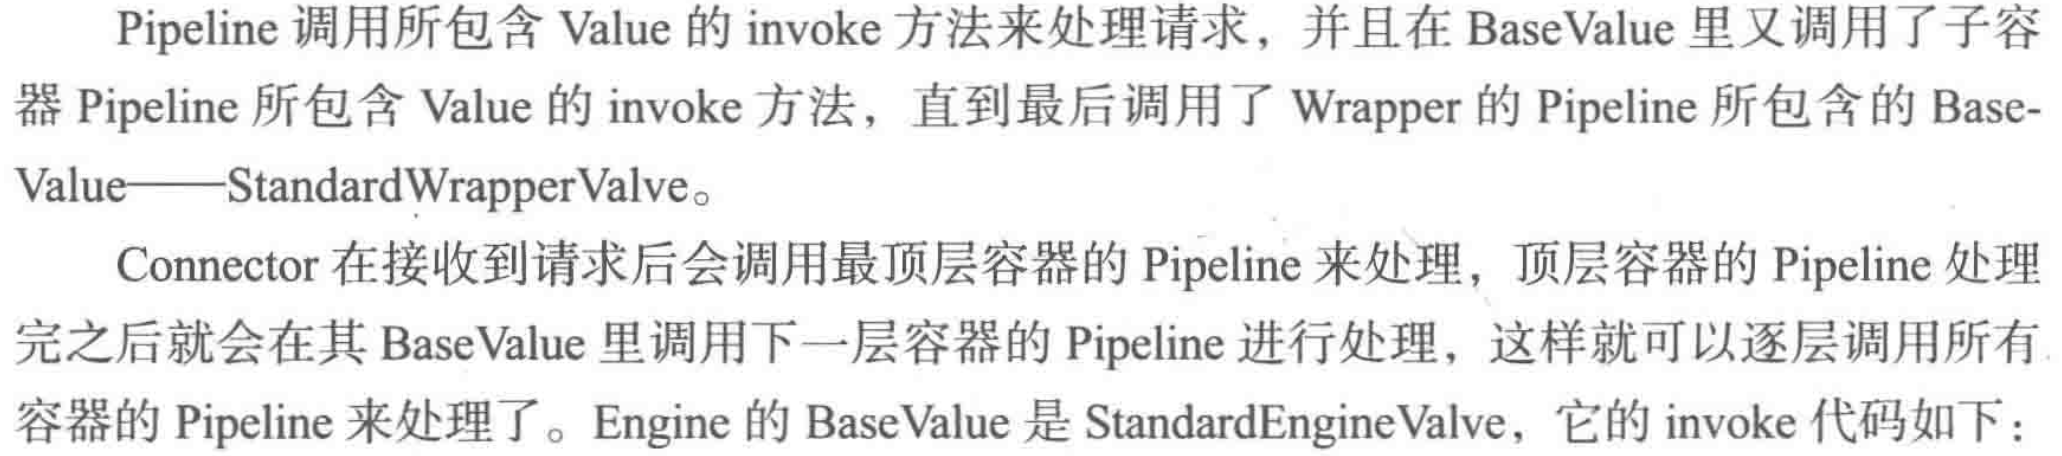 Pipeline 调用所包含 Value 的 invoke 方法来处理请求，并且在 BaseValue 里又调用了子容
器 Pipeline 所包含 Value 的 invoke 方法，直到最后调用了 Wrapper 的 Pipeline 所包含的 Base-
Value——StandardWrapperValve。
Connector 在接收到请求后会调用最顶层容器的 Pipeline 来处理，顶层容器的 Pipeline 处理
完之后就会在其 BaseValue 里调用下一层容器的 Pipeline 进行处理，这样就可以逐层调用所有
容器的 Pipeline 来处理了。Engine 的 BaseValue 是 StandardEngineValve，它的 invoke 代码如下：